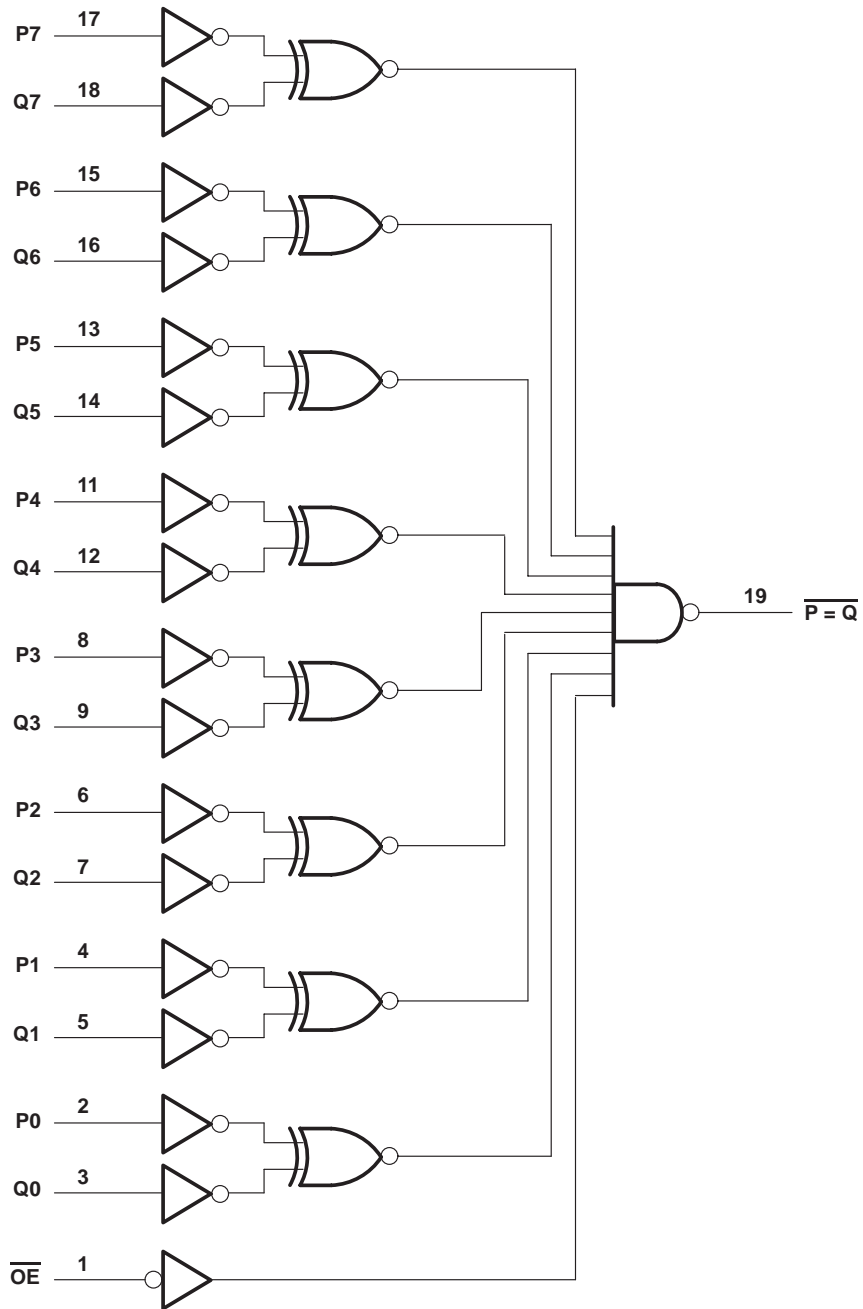 P7 17
Q7 18
P6 15
Q6 16
P5 13
Q5 14
P4 11
Q4 12
P3 8
Q3 9
P2 6
Q2 7
P1 4
Q1 5
P0 2
Q0 3
O̅E̅ 1
19 P̅ ̅=̅ ̅Q̅